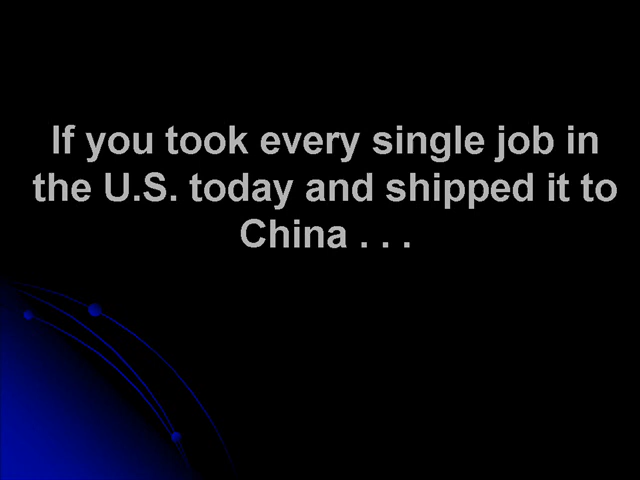 If you took every single job in
the U.S. today and shipped it to
China . . .